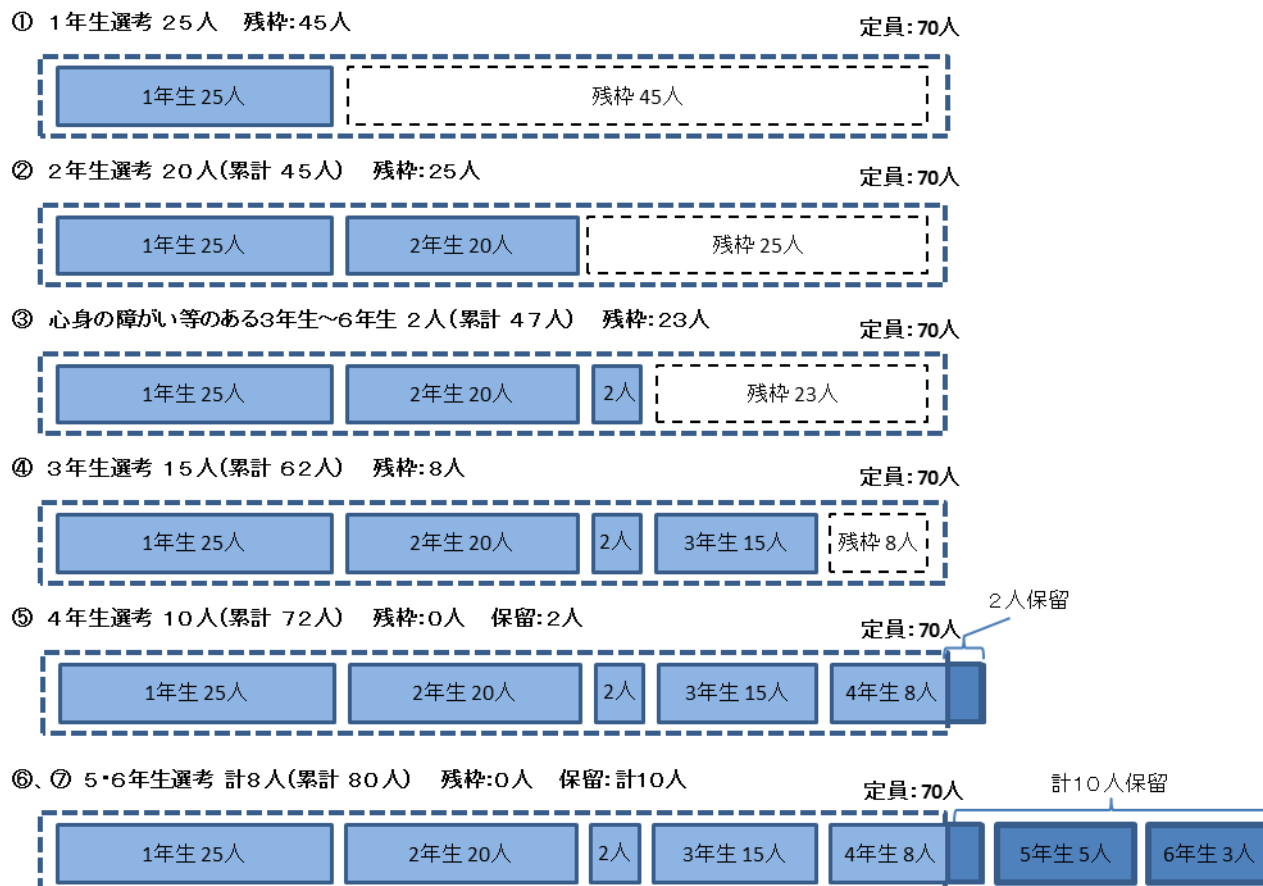 ① 1年生選考 25人 残枠:45人
定員:70人
1年生 25人 残枠 45人
② 2年生選考 20人(累計 45人) 残枠:25人
定員:70人
1年生 25人 2年生 20人 残枠 25人
③ 心身の障がい等のある3年生~6年生 2人(累計 47人) 残枠:23人
定員:70人
1年生 25人 2年生 20人 2人 残枠 23人
④ 3年生選考 15人(累計 62人) 残枠:8人
定員:70人
1年生 25人 2年生 20人 2人 3年生 15人 残枠 8人
⑤ 4年生選考 10人(累計 72人) 残枠:0人 保留:2人
定員:70人
2人保留
1年生 25人 2年生 20人 2人 3年生 15人 4年生 8人
⑥、⑦ 5・6年生選考 計8人(累計 80人) 残枠:0人 保留:計10人
定員:70人
計10人保留
1年生 25人 2年生 20人 2人 3年生 15人 4年生 8人 5年生 5人 6年生 3人